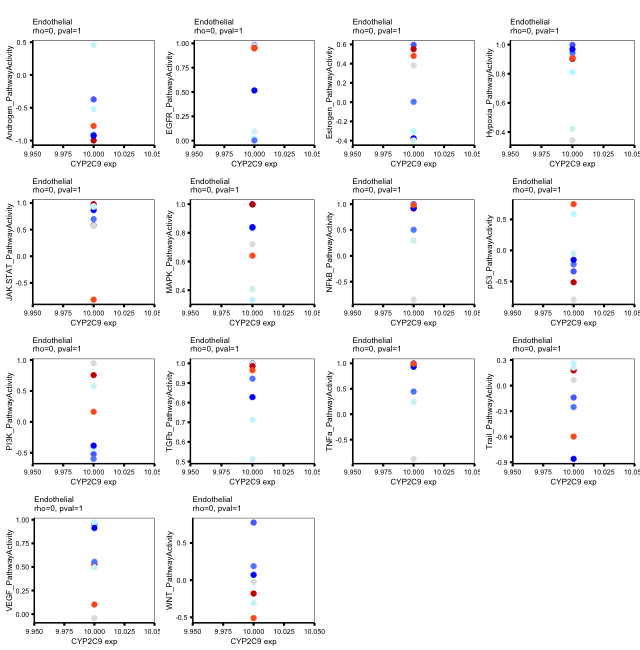 Endothelial
rho=0, pval=1
Androgen_PathwayActivity
0.5
0.0
-0.5
-1.0
9.950 9.975 10.000 10.025 10.05
CYP2C9 exp
Endothelial
rho=0, pval=1
EGFR_PathwayActivity
1.00
0.75
0.50
0.25
0.00
9.950 9.975 10.000 10.025 10.05
CYP2C9 exp
Endothelial
rho=0, pval=1
Estrogen_PathwayActivity
0.6
0.4
0.2
0.0
-0.2
-0.4
9.950 9.975 10.000 10.025 10.05
CYP2C9 exp
Endothelial
rho=0, pval=1
Hypoxia_PathwayActivity
1.0
0.8
0.6
0.4
9.950 9.975 10.000 10.025 10.05
CYP2C9 exp
Endothelial
rho=0, pval=1
JAK.STAT_PathwayActivity
1.0
0.5
0.0
-0.5
9.950 9.975 10.000 10.025 10.05
CYP2C9 exp
Endothelial
rho=0, pval=1
MAPK_PathwayActivity
1.0
0.8
0.6
0.4
9.950 9.975 10.000 10.025 10.05
CYP2C9 exp
Endothelial
rho=0, pval=1
NFkB_PathwayActivity
1.0
0.5
0.0
-0.5
9.950 9.975 10.000 10.025 10.05
CYP2C9 exp
Endothelial
rho=0, pval=1
p53_PathwayActivity
0.5
0.0
-0.5
9.950 9.975 10.000 10.025 10.05
CYP2C9 exp
Endothelial
rho=0, pval=1
PI3K_PathwayActivity
1.0
0.5
0.0
-0.5
9.950 9.975 10.000 10.025 10.05
CYP2C9 exp
Endothelial
rho=0, pval=1
TGFb_PathwayActivity
1.0
0.9
0.8
0.7
0.6
0.5
9.950 9.975 10.000 10.025 10.05
CYP2C9 exp
Endothelial
rho=0, pval=1
TNFa_PathwayActivity
1.0
0.5
0.0
-0.5
9.950 9.975 10.000 10.025 10.05
CYP2C9 exp
Endothelial
rho=0, pval=1
Trail_PathwayActivity
0.3
0.0
-0.3
-0.6
-0.9
9.950 9.975 10.000 10.025 10.05
CYP2C9 exp
Endothelial
rho=0, pval=1
VEGF_PathwayActivity
1.00
0.75
0.50
0.25
0.00
9.950 9.975 10.000 10.025 10.05
CYP2C9 exp
Endothelial
rho=0, pval=1
WNT_PathwayActivity
0.5
0.0
-0.5
9.950 9.975 10.000 10.025 10.050
CYP2C9 exp